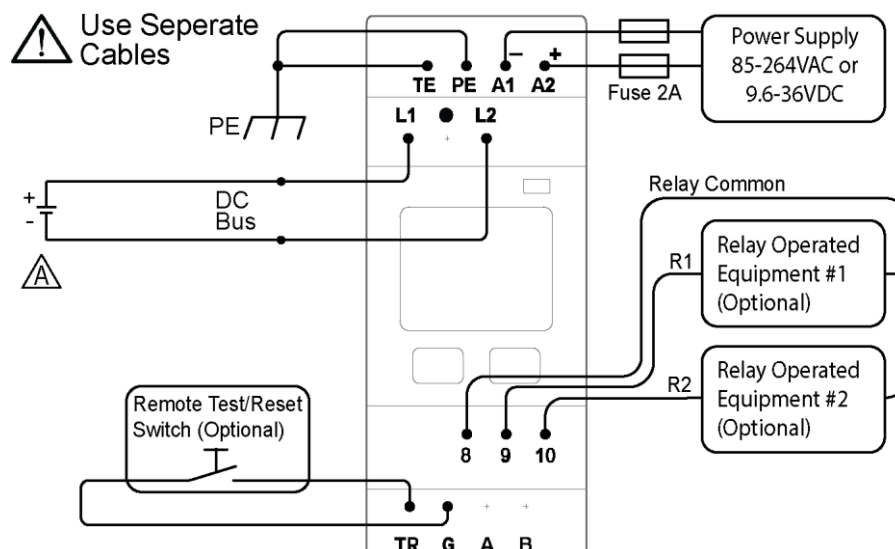 Use Seperate
Cables
TE PE A1 A2
− +
Fuse 2A
Power Supply
85-264VAC or
9.6-36VDC
PE
L1 L2
+
-
DC
Bus
A
Relay Common
R1
Relay Operated
Equipment #1
(Optional)
R2
Relay Operated
Equipment #2
(Optional)
Remote Test/Reset
Switch (Optional)
8 9 10
TR G A B